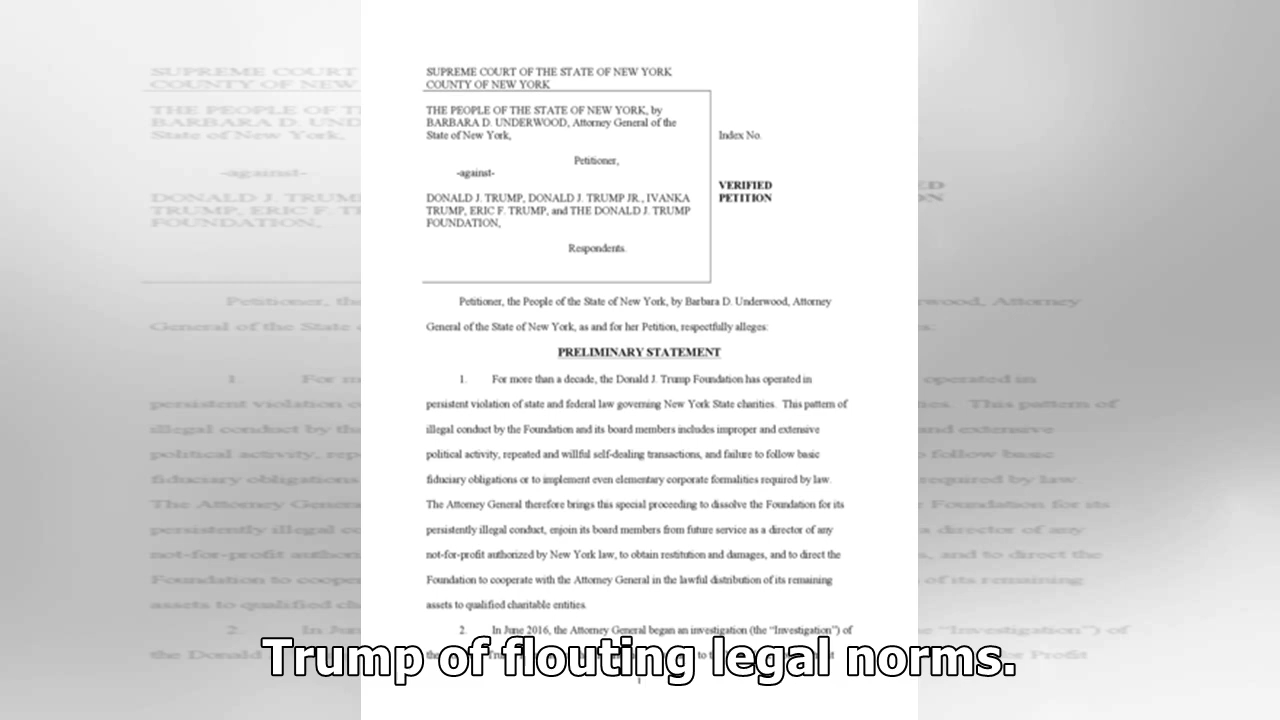 SUPREME COURT OF THE STATE OF NEW YORK
COUNTY OF NEW YORK
THE PEOPLE OF THE STATE OF NEW YORK, by
BARBARA D. UNDERWOOD, Attorney General of the
State of New York,
Petitioner,
-against-
DONALD J. TRUMP, DONALD J. TRUMP JR., IVANKA
TRUMP, ERIC F. TRUMP, and THE DONALD J. TRUMP
FOUNDATION,
Respondents.
Index No.
VERIFIED
PETITION
Petitioner, the People of the State of New York, by Barbara D. Underwood, Attorney
General of the State of New York, as and for her Petition, respectfully alleges:
PRELIMINARY STATEMENT
1. For more than a decade, the Donald J. Trump Foundation has operated in
persistent violation of state and federal law governing New York State charities. This pattern of
illegal conduct by the Foundation and its board members includes improper and extensive
political activity, repeated and willful self-dealing transactions, and failure to follow basic
fiduciary obligations or to implement even elementary corporate formalities required by law.
The Attorney General therefore brings this special proceeding to dissolve the Foundation for its
persistently illegal conduct, enjoin its board members from future service as a director of any
not-for-profit authorized by New York law, to obtain restitution and damages, and to direct the
Foundation to cooperate with the Attorney General in the lawful distribution of its remaining
assets to qualified charitable entities.
2. In June 2016, the Attorney General began an investigation (the "Investigation") of
Trump of flouting legal norms.
1